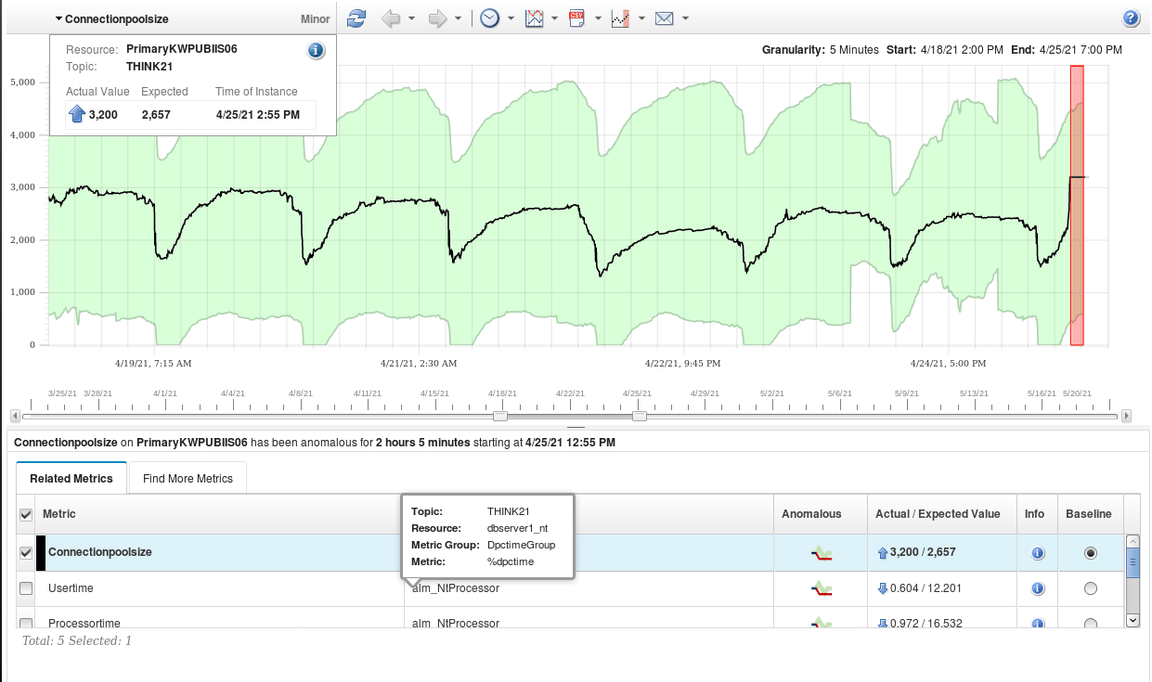 Connectionpoolsize Minor CSV ?
Granularity: 5 Minutes Start: 4/18/21 2:00 PM End: 4/25/21 7:00 PM
Resource: PrimaryKWPUBIIS06 i
Topic: THINK21
Actual Value Expected Time of Instance
3,200 2,657 4/25/21 2:55 PM
5,000
4,000
3,000
2,000
1,000
0
4/19/21, 7:15 AM 4/21/21, 2:30 AM 4/22/21, 9:45 PM 4/24/21, 5:00 PM
3/25/21 3/28/21 4/1/21 4/4/21 4/8/21 4/11/21 4/15/21 4/18/21 4/22/21 4/25/21 4/29/21 5/2/21 5/6/21 5/9/21 5/13/21 5/16/21 5/20/21
Connectionpoolsize on PrimaryKWPUBIIS06 has been anomalous for 2 hours 5 minutes starting at 4/25/21 12:55 PM
Related Metrics Find More Metrics
Metric Anomalous Actual / Expected Value Info Baseline
Topic: THINK21
Resource: dbserver1_nt
Metric Group: DpctimeGroup
Metric: %dpctime
Connectionpoolsize 3,200 / 2,657 i
Usertime alm_NtProcessor 0.604 / 12.201 i
Processortime alm_NtProcessor 0.972 / 16.532 i
Total: 5 Selected: 1